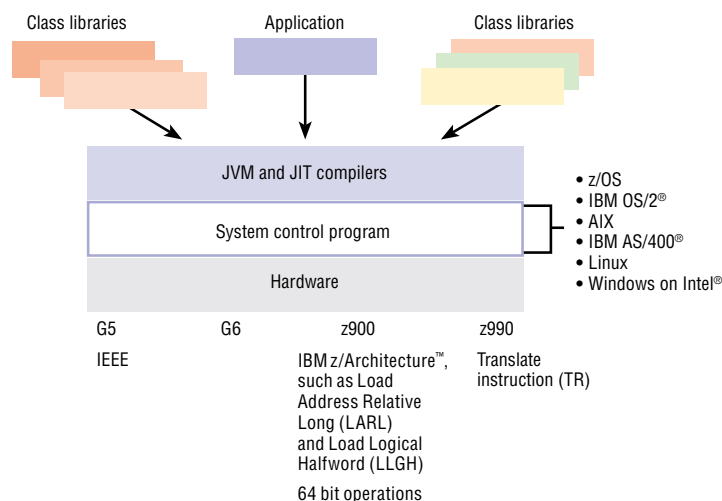 Class libraries
Application
Class libraries
JVM and JIT compilers
System control program
Hardware
• z/OS
• IBM OS/2®
• AIX
• IBM AS/400®
• Linux
• Windows on Intel®
G5
G6
z900
z990
IEEE
IBM z/Architecture™,
such as Load
Address Relative
Long (LARL)
and Load Logical
Halfword (LLGH)
64 bit operations
Translate
instruction (TR)